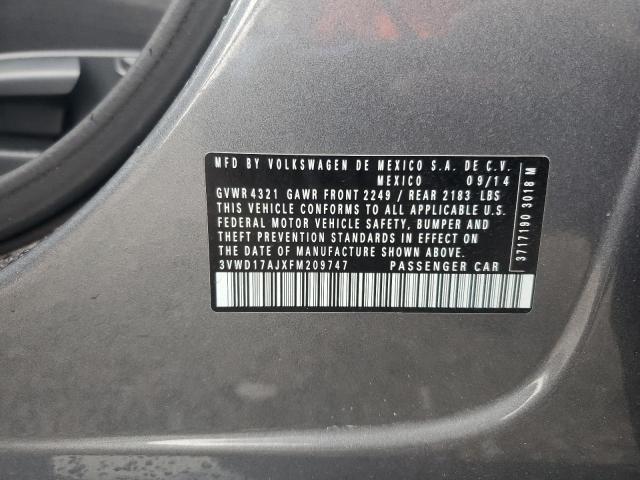 MFD BY VOLKSWAGEN DE MEXICO S.A. DE C.V.
MEXICO 09/14
GVWR 4321 GAWR FRONT 2249 / REAR 2183 LBS
THIS VEHICLE CONFORMS TO ALL APPLICABLE U.S.
FEDERAL MOTOR VEHICLE SAFETY, BUMPER AND
THEFT PREVENTION STANDARDS IN EFFECT ON
THE DATE OF MANUFACTURE SHOWN ABOVE.
3VWD17AJXFM209747 PASSENGER CAR
3717190 3018 M